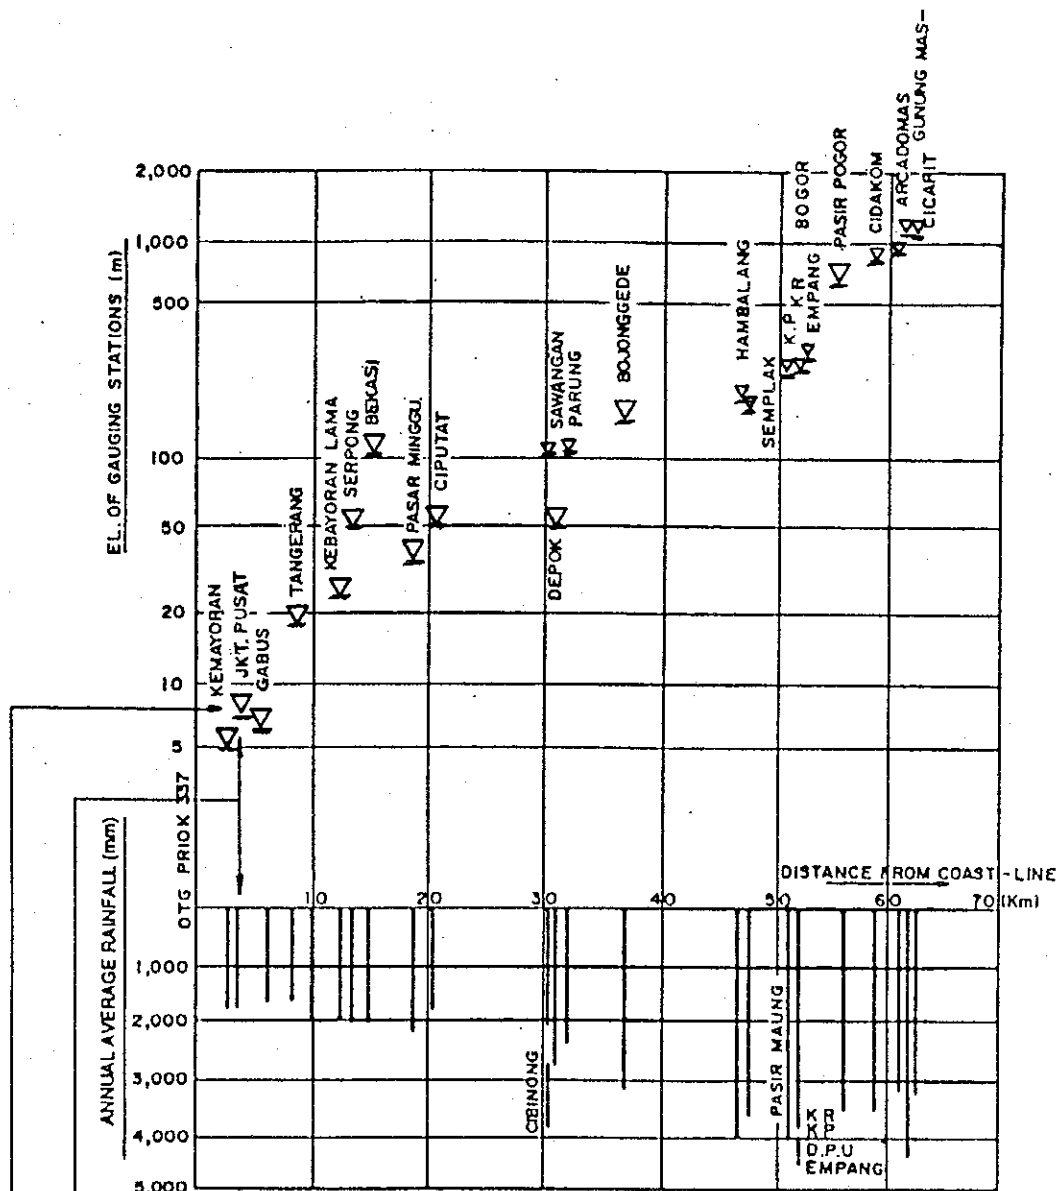 EL. OF GAUGING STATIONS (m)
2,000
1,000
500
100
50
20
10
5
KEMAYORAN
JKT. PUSAT
GABUS
TANGERANG
KEBAYORAN LAMA
SERPONG
BEKASI
PASAR MINGGU
CIPUTAT
SAWANGAN
PARUNG
DEPOK
BOJONGGEDE
HAMBALANG
SEMPLAK
K.P K R
EMPANG
BOGOR
PASIR POGOR
CIDAKOM
ARCADOMAS
CICARIT GUNUNG MAS-
ANNUAL AVERAGE RAINFALL (mm)
0 TG PRIOK 337
DISTANCE FROM COAST-LINE
10 20 30 40 50 60 70 (Km)
1,000
2,000
3,000
4,000
5,000
CIBINONG
PASIR MAUNG
K R
K P
D.P.U
EMPANG